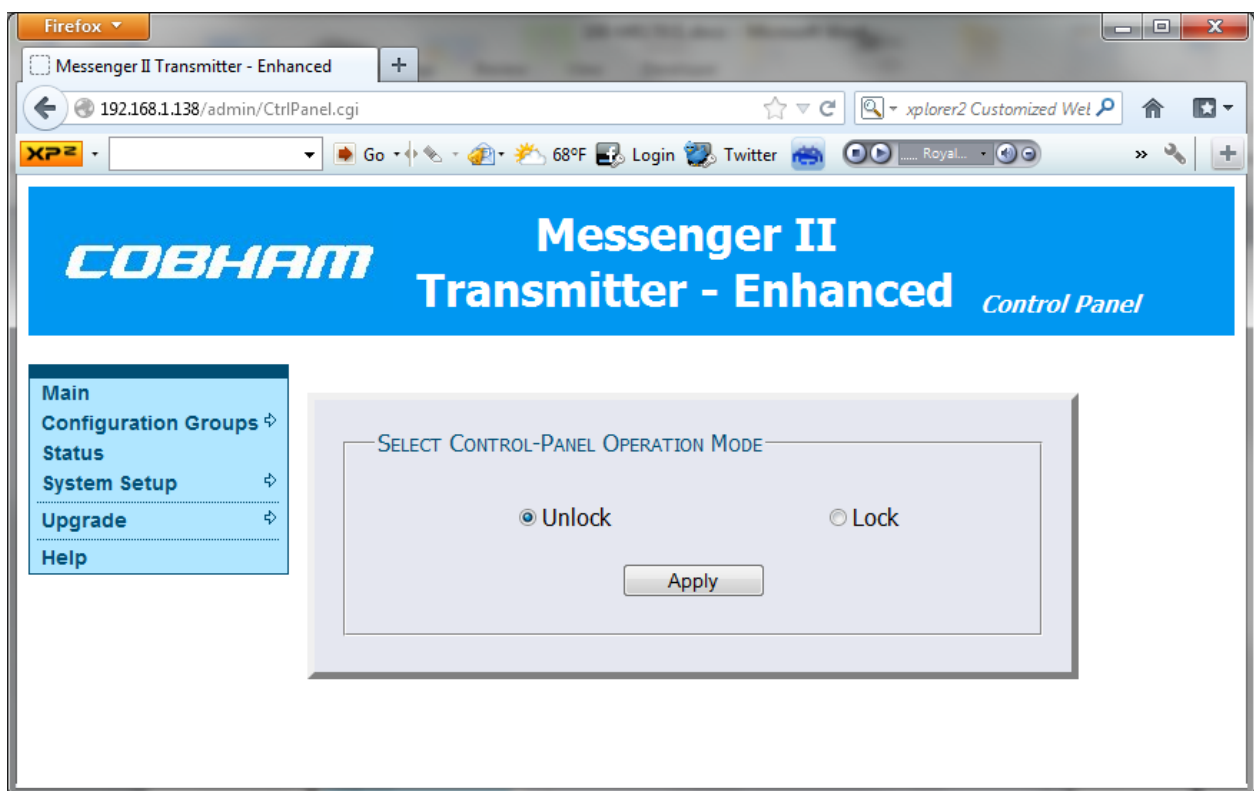 Firefox
Messenger II Transmitter - Enhanced
192.168.1.138/admin/CtrlPanel.cgi
xplorer2 Customized Wel
XP2
Go
68°F
Login
Twitter
..... Royal...
COBHAM
Messenger II
Transmitter - Enhanced
Control Panel
Main
Configuration Groups
Status
System Setup
Upgrade
Help
SELECT CONTROL-PANEL OPERATION MODE
Unlock
Lock
Apply